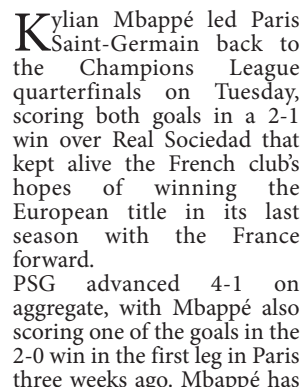 Kylian Mbappé led Paris
Saint-Germain back to
the Champions League
quarterfinals on Tuesday,
scoring both goals in a 2-1
win over Real Sociedad that
kept alive the French club's
hopes of winning the
European title in its last
season with the France
forward.
PSG advanced 4-1 on
aggregate, with Mbappé also
scoring one of the goals in the
2-0 win in the first leg in Paris
three weeks ago. Mbappé has